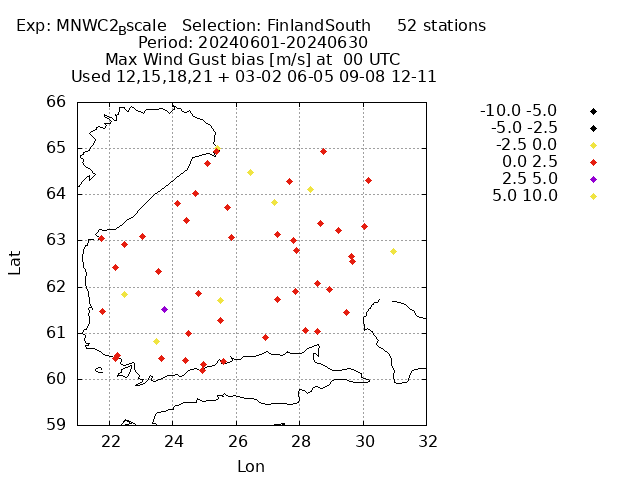 Exp: MNWC2Bscale Selection: FinlandSouth 52 stations
Period: 20240601-20240630
Max Wind Gust bias [m/s] at 00 UTC
Used 12,15,18,21 + 03-02 06-05 09-08 12-11
66
65
64
63
62
61
60
59
22 24 26 28 30 32
Lat
Lon
-10.0 -5.0
-5.0 -2.5
-2.5 0.0
0.0 2.5
2.5 5.0
5.0 10.0